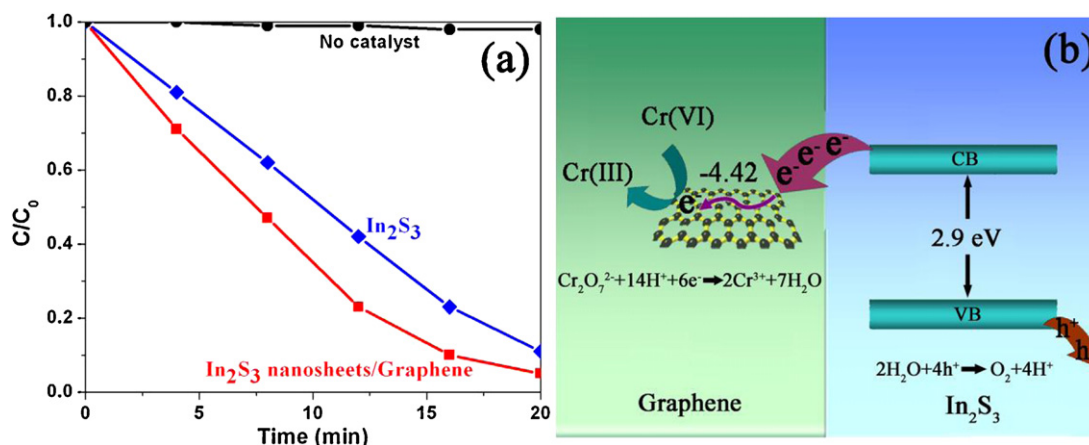 (a)
No catalyst
In₂S₃
In₂S₃ nanosheets/Graphene
C/C₀
1.0
0.8
0.6
0.4
0.2
0.0
0
5
10
15
20
Time (min)
(b)
Cr(VI)
Cr(III)
-4.42
e⁻
e⁻ e⁻ e⁻
CB
2.9 eV
VB
h⁺
h
Cr₂O₇²⁻+14H⁺+6e⁻➡2Cr³⁺+7H₂O
2H₂O+4h⁺➡O₂+4H⁺
Graphene
In₂S₃